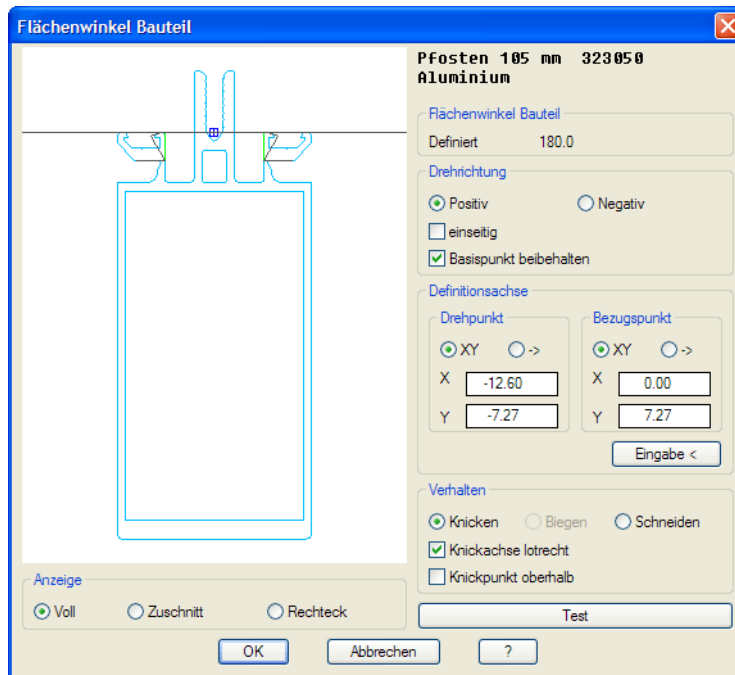 Flächenwinkel Bauteil
Pfosten 105 mm 323050
Aluminium
Flächenwinkel Bauteil
Definiert 180.0
Drehrichtung
Positiv Negativ
einseitig
Basispunkt beibehalten
Definitionsachse
Drehpunkt Bezugspunkt
XY -> XY ->
X -12.60 X 0.00
Y -7.27 Y 7.27
Eingabe <
Verhalten
Knicken Biegen Schneiden
Knickachse lotrecht
Knickpunkt oberhalb
Anzeige
Voll Zuschnitt Rechteck
Test
OK Abbrechen ?